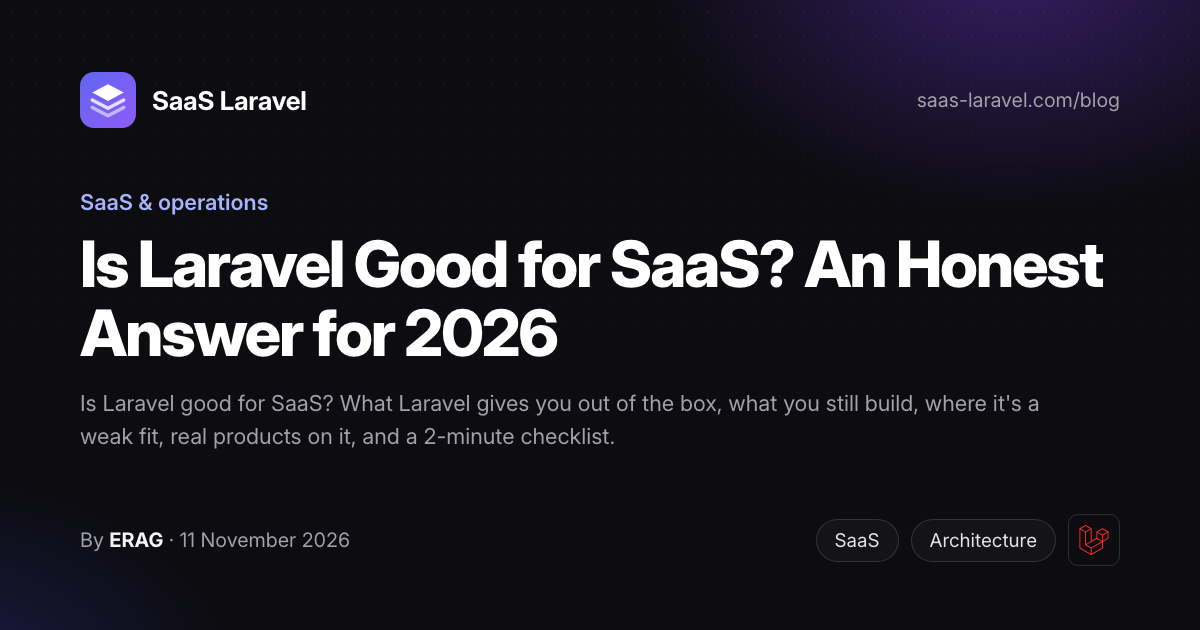 SaaS Laravel
saas-laravel.com/blog
SaaS & operations
Is Laravel Good for SaaS? An Honest
Answer for 2026
Is Laravel good for SaaS? What Laravel gives you out of the box, what you still build, where it's a
weak fit, real products on it, and a 2-minute checklist.
By ERAG · 11 November 2026
SaaS
Architecture